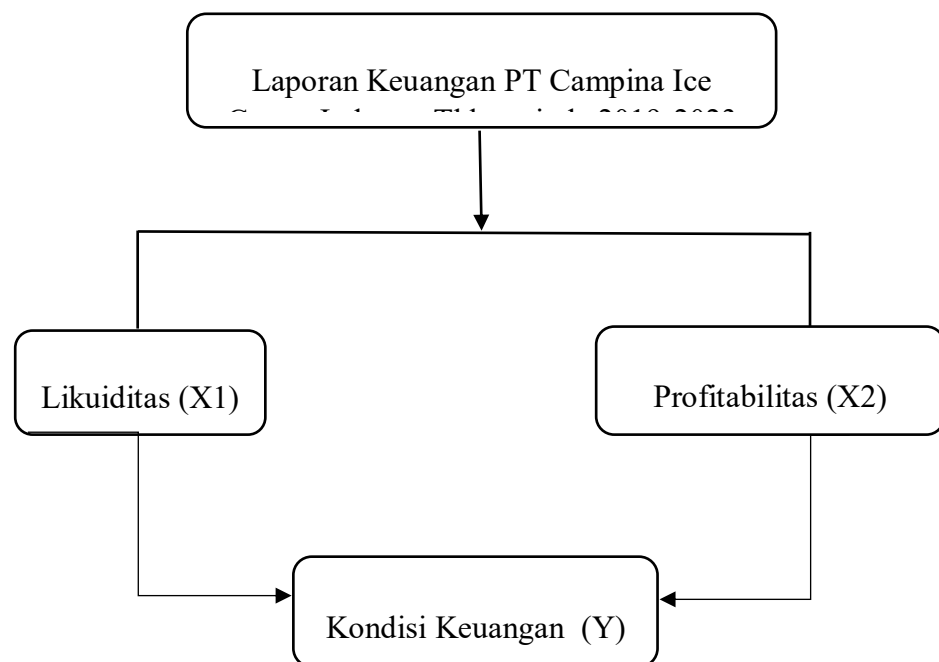 Laporan Keuangan PT Campina Ice
Likuiditas (X1)
Profitabilitas (X2)
Kondisi Keuangan (Y)